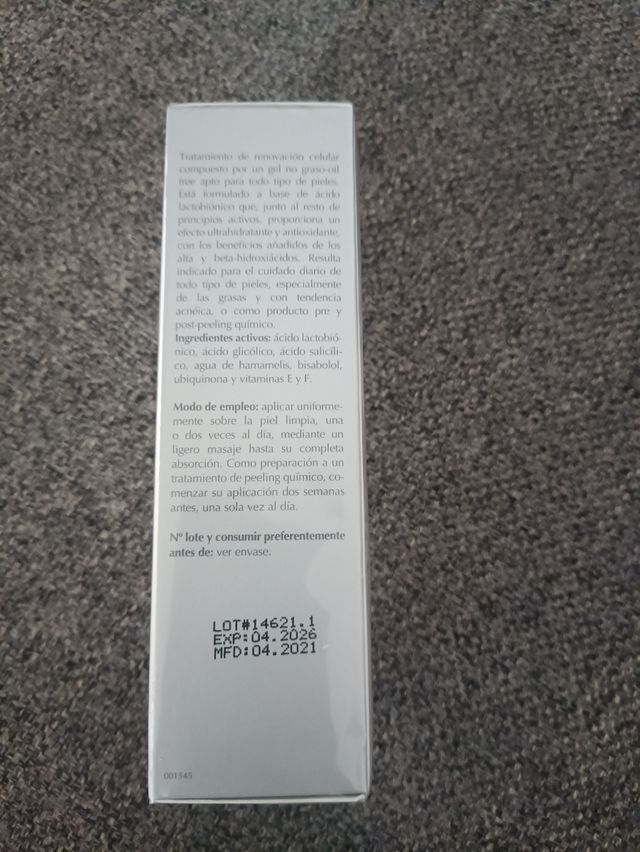 Tratamiento de renovación celular
compuesto por un gel no graso-oil
free apto para todo tipo de pieles.
Está formulado a base de ácido
lactobiónico que, junto al resto de
principios activos, proporciona un
efecto ultrahidratante y antioxidante,
con los beneficios añadidos de los
alfa y beta-hidroxiácidos. Resulta
indicado para el cuidado diario de
todo tipo de pieles, especialmente
de las grasas y con tendencia
acnéica, o como producto pre y
post-peeling químico.
Ingredientes activos: ácido lactobió-
nico, ácido glicólico, ácido salicíli-
co, agua de hamamelis, bisabolol,
ubiquinona y vitaminas E y F.
Modo de empleo: aplicar uniforme-
mente sobre la piel limpia, una
o dos veces al día, mediante un
ligero masaje hasta su completa
absorción. Como preparación a un
tratamiento de peeling químico, co-
menzar su aplicación dos semanas
antes, una sola vez al día.
Nº lote y consumir preferentemente
antes de: ver envase.
LOT#14621.1
EXP:04.2026
MFD:04.2021
001545